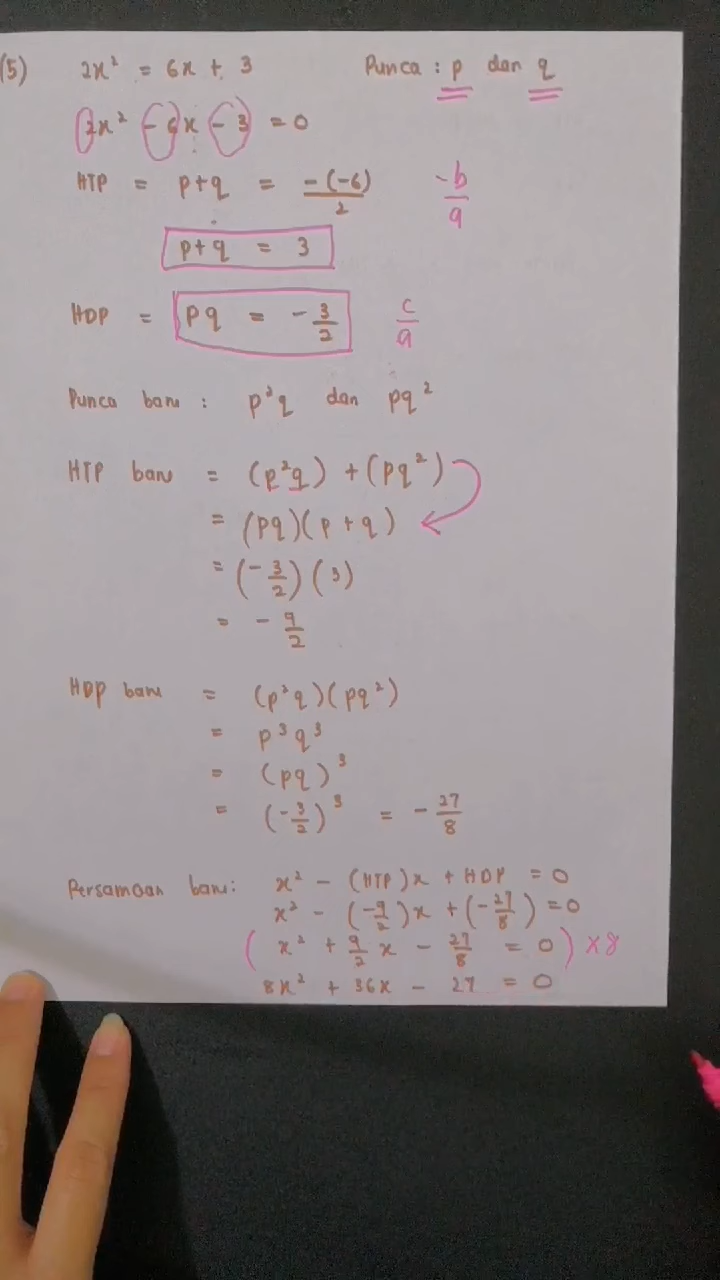 (5) 2x² = 6x + 3 Punca : p dan q
2x² - 6x - 3 = 0
HTP = p+q = -(-6)/2 -b/a
p+q = 3
HDP = pq = - 3/2 c/a
Punca baru : p²q dan pq²
HTP baru = (p²q) + (pq²)
= (pq)(p + q)
= (- 3/2)(3)
= - 9/2
HDP baru = (p²q)(pq²)
= p³q³
= (pq)³
= (-3/2)³ = - 27/8
Persamaan baru: x² - (HTP)x + HDP = 0
x² - (-9/2)x + (-27/8) = 0
( x² + 9/2 x - 27/8 = 0 ) × 8
8x² + 36x - 27 = 0